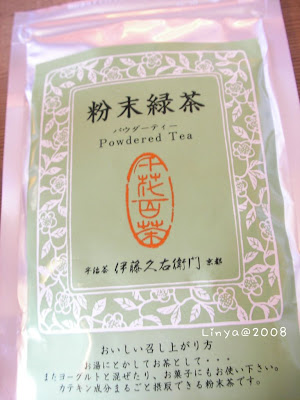 粉末緑茶
パウダーティー
Powdered Tea
千花百茶
宇治茶 伊藤久右衛門 京都
Linya@2008
おいしい召し上がり方
お湯にとかしてお茶として・・・
またヨーグルトと混ぜたり、お菓子にもお使い下さい。
カテキン成分まるごと摂取できる粉末茶です。